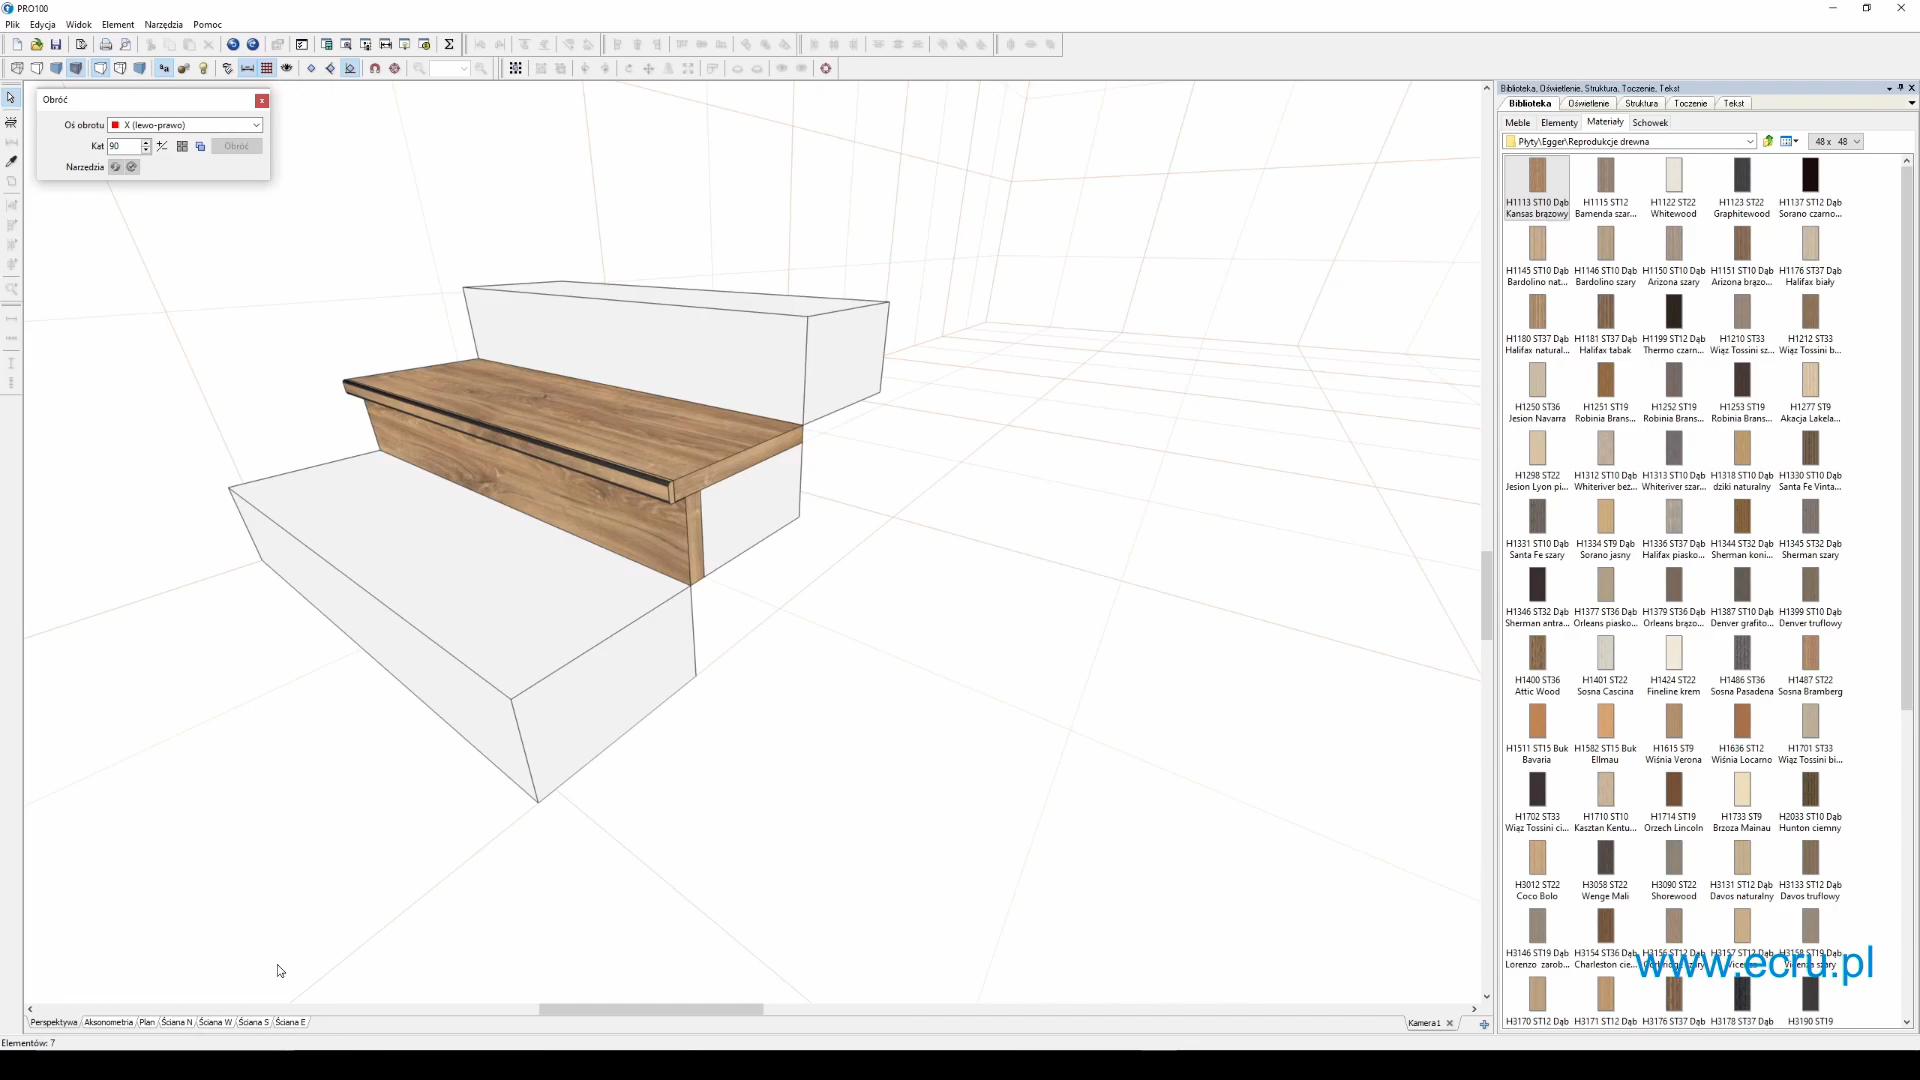 PRO100
Plik Edycja Widok Element Narzędzia Pomoc
Obróć
Oś obrotu X (lewo-prawo)
Kąt 90 Obróć
Narzędzia
Biblioteka, Oświetlenie, Struktura, Toczenie, Tekst
Biblioteka Oświetlenie Struktura Toczenie Tekst
Meble Elementy Materiały Schowek
Płyty\Egger\Reprodukcje drewna 48 x 48
H1113 ST10 Dąb H1115 ST12 H1122 ST22 H1123 ST22 H1137 ST12 Dąb
Kansas brązowy Bamenda szar... Whitewood Graphitewood Sorano czarno...
H1145 ST10 Dąb H1146 ST10 Dąb H1150 ST10 Dąb H1151 ST10 Dąb H1176 ST37 Dąb
Bardolino nat... Bardolino szary Arizona szary Arizona brązo... Halifax biały
H1180 ST37 Dąb H1181 ST37 Dąb H1199 ST12 Dąb H1210 ST33 H1212 ST33
Halifax natural... Halifax tabak Thermo czarn... Wiąz Tossini sz... Wiąz Tossini b...
H1250 ST36 H1251 ST19 H1252 ST19 H1253 ST19 H1277 ST9
Jesion Navarra Robinia Brans... Robinia Brans... Robinia Brans... Akacja Lakela...
H1298 ST22 H1312 ST10 Dąb H1313 ST10 Dąb H1318 ST10 Dąb H1330 ST10 Dąb
Jesion Lyon pi... Whiteriver beż... Whiteriver szar... dziki naturalny Santa Fe Vinta...
H1331 ST10 Dąb H1334 ST9 Dąb H1336 ST37 Dąb H1344 ST32 Dąb H1345 ST32 Dąb
Santa Fe szary Sorano jasny Halifax piasko... Sherman koni... Sherman szary
H1346 ST32 Dąb H1377 ST36 Dąb H1379 ST36 Dąb H1387 ST10 Dąb H1399 ST10 Dąb
Sherman antra... Orleans piasko... Orleans brązo... Denver grafito... Denver truflowy
H1400 ST36 H1401 ST22 H1424 ST22 H1486 ST36 H1487 ST22
Attic Wood Sosna Cascina Fineline krem Sosna Pasadena Sosna Bramberg
H1511 ST15 Buk H1582 ST15 Buk H1615 ST9 H1636 ST12 H1701 ST33
Bavaria Ellmau Wiśnia Verona Wiśnia Locarno Wiąz Tossini bi...
H1702 ST33 H1710 ST10 H1714 ST19 H1733 ST9 H2033 ST10 Dąb
Wiąz Tossini ci... Kasztan Kentu... Orzech Lincoln Brzoza Mainau Hunton ciemny
H3012 ST22 H3058 ST22 H3090 ST22 H3131 ST12 Dąb H3133 ST12 Dąb
Coco Bolo Wenge Mali Shorewood Davos naturalny Davos truflowy
H3146 ST19 Dąb H3154 ST36 Dąb H3156 ST12 Dąb H3157 ST12 Dąb H3158 ST19 Dąb
Lorenzo zarob... Charleston cie... Vicenza szary
www.ecru.pl
H3170 ST12 Dąb H3171 ST12 Dąb H3176 ST37 Dąb H3178 ST37 Dąb H3190 ST19
Perspektywa Aksonometria Plan Ściana N Ściana W Ściana S Ściana E
Kamera1
Elementów: 7